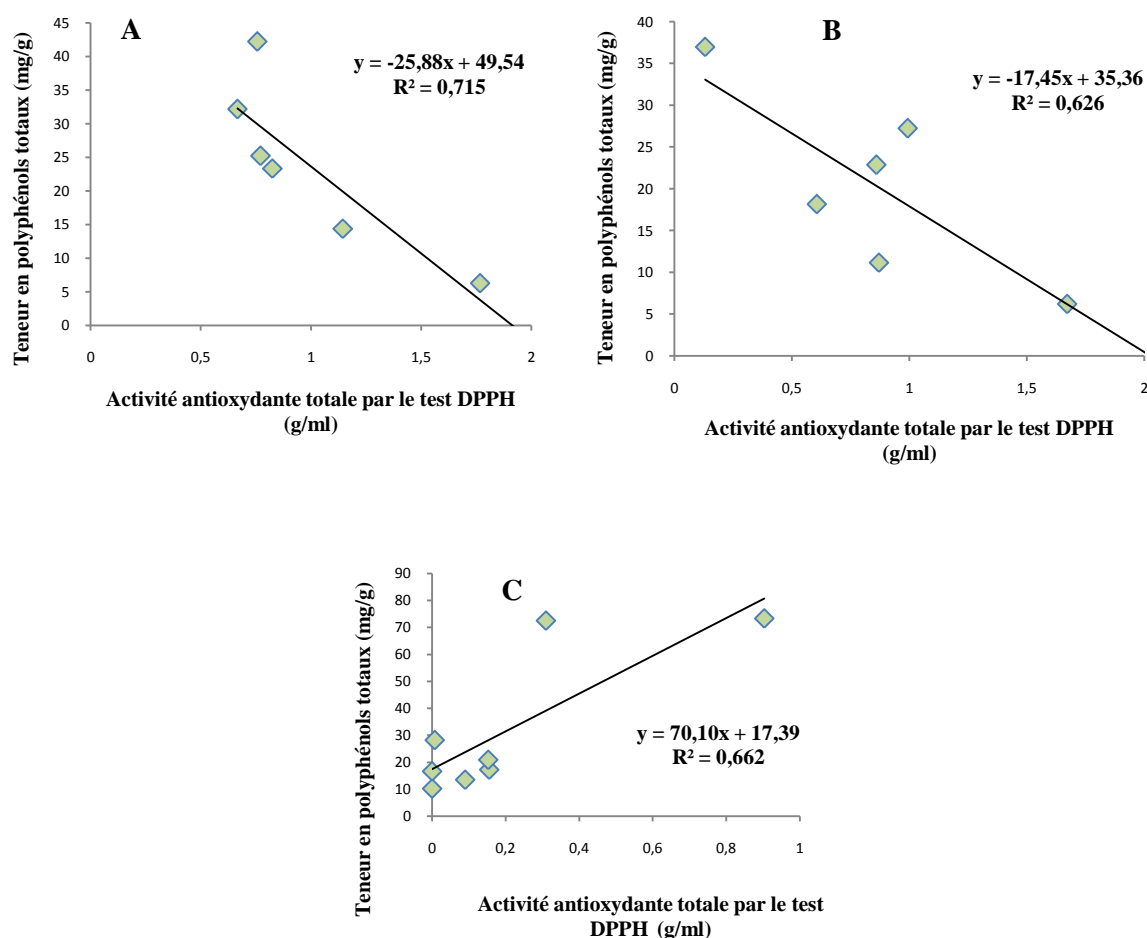 A
y = -25,88x + 49,54
R² = 0,715
Teneur en polyphénols totaux (mg/g)
45
40
35
30
25
20
15
10
5
0
0 0,5 1 1,5 2
Activité antioxydante totale par le test DPPH
(g/ml)
B
y = -17,45x + 35,36
R² = 0,626
Teneur en polyphénols totaux (mg/g)
40
35
30
25
20
15
10
5
0
0 0,5 1 1,5 2
Activité antioxydante totale par le test DPPH
(g/ml)
C
y = 70,10x + 17,39
R² = 0,662
Teneur en polyphénols totaux (mg/g)
90
80
70
60
50
40
30
20
10
0
0 0,2 0,4 0,6 0,8 1
Activité antioxydante totale par le test
DPPH (g/ml)